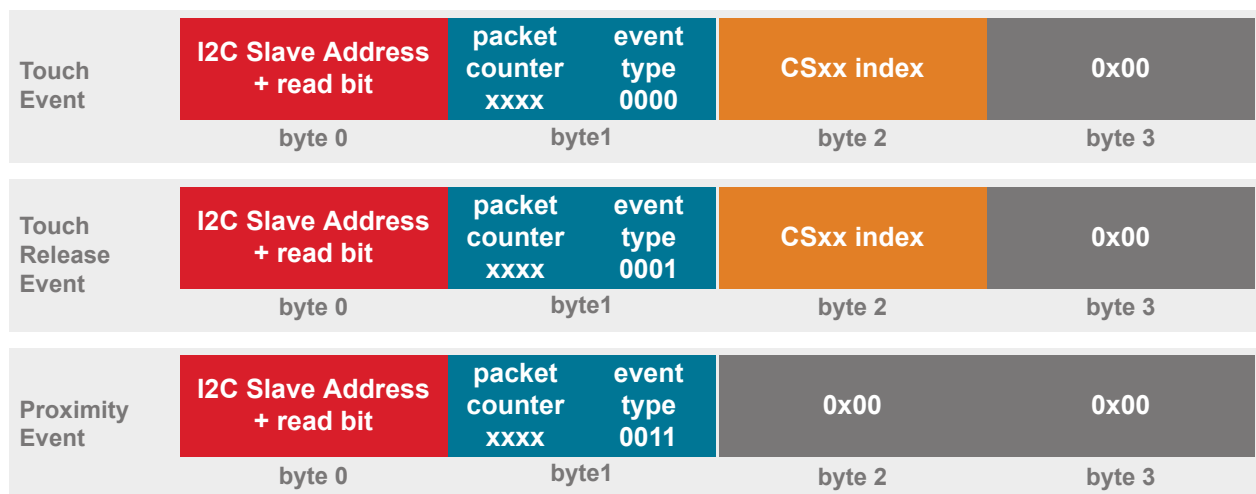 Touch
Event
I2C Slave Address
+ read bit
packet
counter
xxxx
event
type
0000
CSxx index
0x00
byte 0
byte1
byte 2
byte 3
Touch
Release
Event
I2C Slave Address
+ read bit
packet
counter
xxxx
event
type
0001
CSxx index
0x00
byte 0
byte1
byte 2
byte 3
Proximity
Event
I2C Slave Address
+ read bit
packet
counter
xxxx
event
type
0011
0x00
0x00
byte 0
byte1
byte 2
byte 3